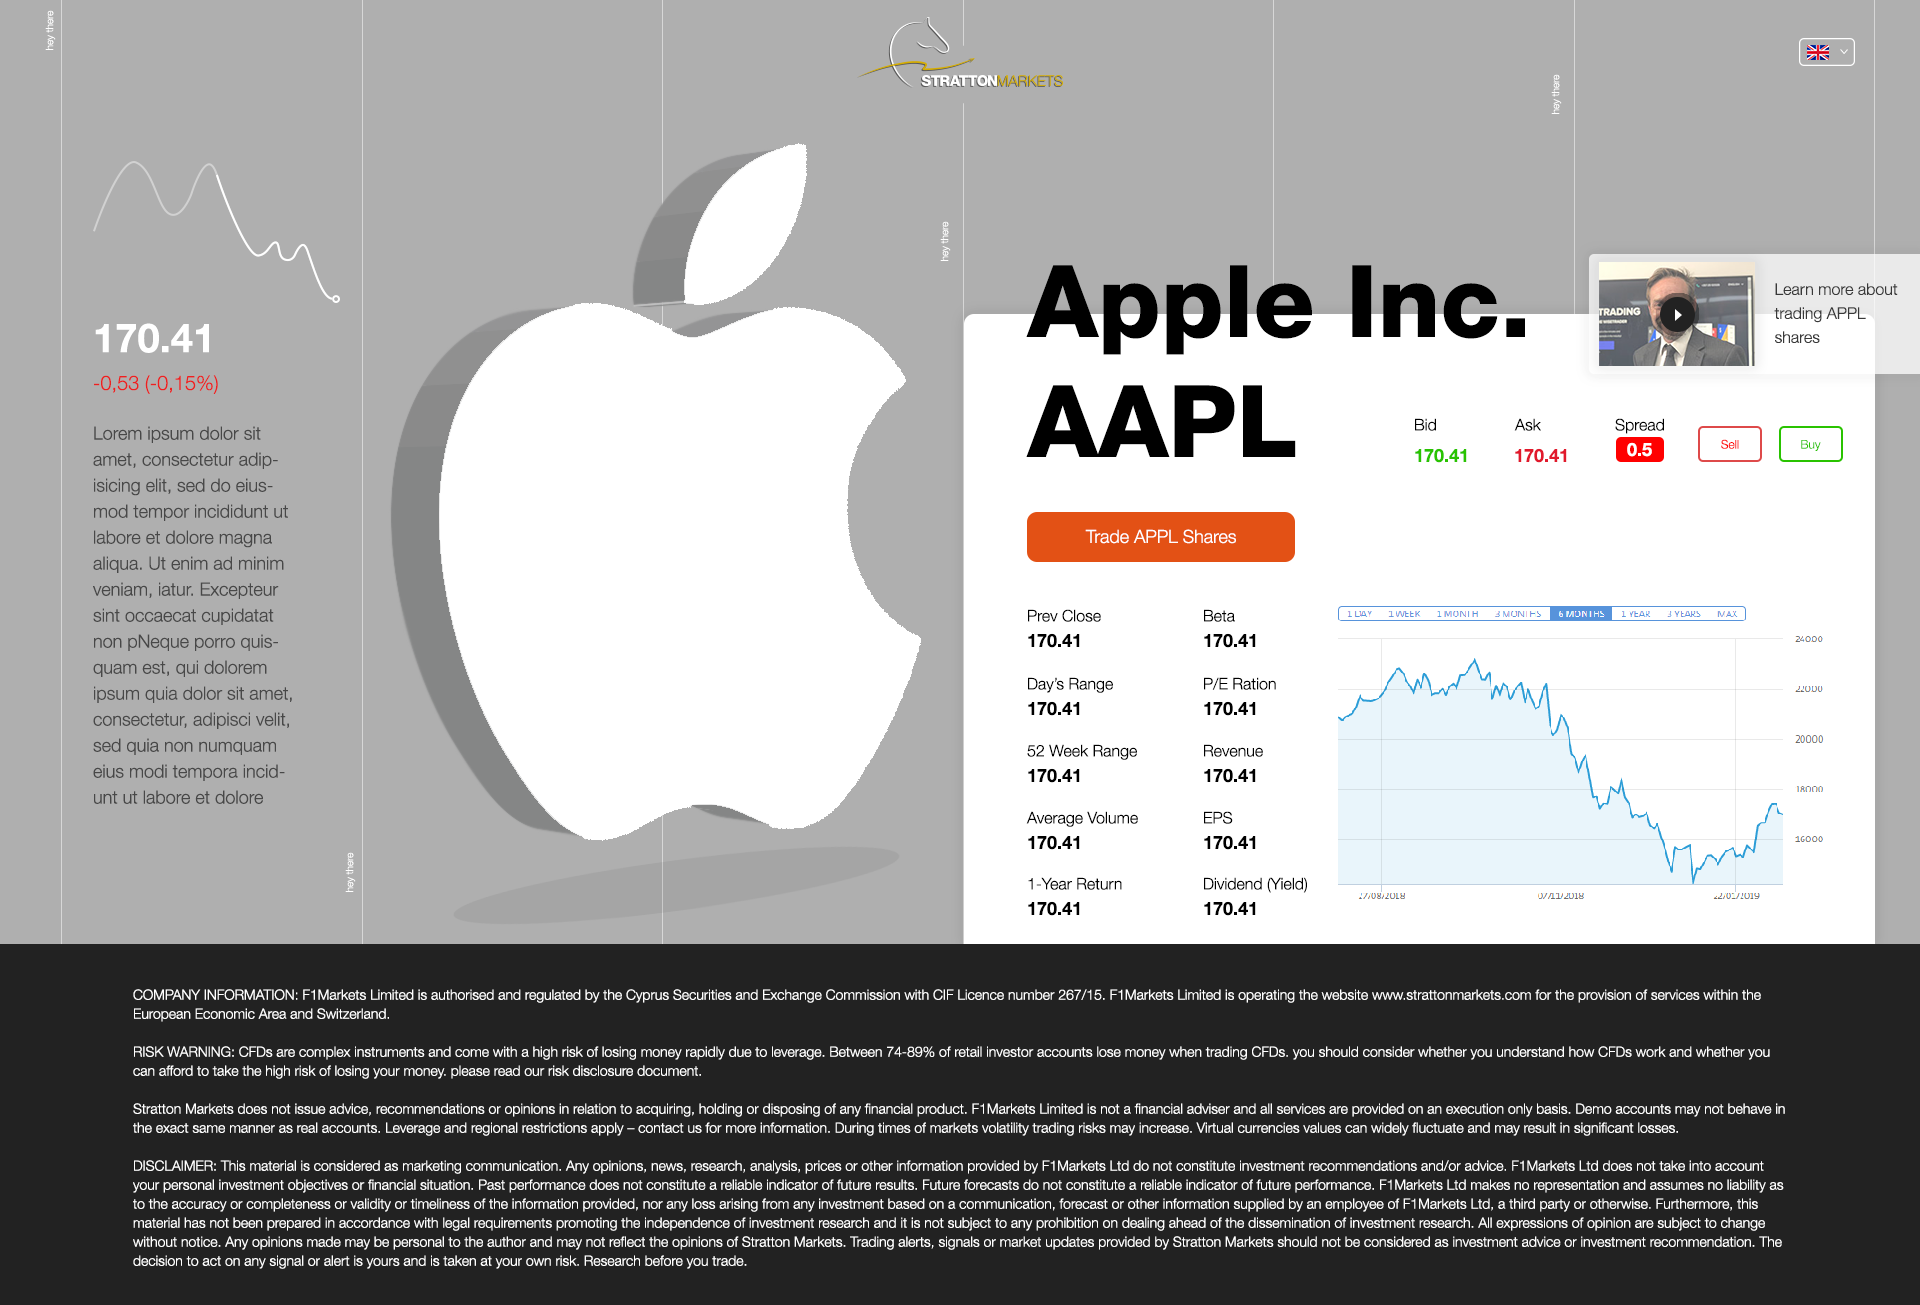 hey there
STRATTONMARKETS
hey there
hey there
170.41
-0,53 (-0,15%)
Lorem ipsum dolor sit
amet, consectetur adip-
isicing elit, sed do eius-
mod tempor incididunt ut
labore et dolore magna
aliqua. Ut enim ad minim
veniam, iatur. Excepteur
sint occaecat cupidatat
non pNeque porro quis-
quam est, qui dolorem
ipsum quia dolor sit amet,
consectetur, adipisci velit,
sed quia non numquam
eius modi tempora incid-
unt ut labore et dolore
hey there
Apple Inc.
AAPL
TRADING
Learn more about
trading APPL
shares
Bid
170.41
Ask
170.41
Spread
0.5
Sell
Buy
Trade APPL Shares
Prev Close
170.41
Beta
170.41
Day's Range
170.41
P/E Ration
170.41
52 Week Range
170.41
Revenue
170.41
Average Volume
170.41
EPS
170.41
1-Year Return
170.41
Dividend (Yield)
170.41
1 DAY 1 WEEK 1 MONTH 3 MONTHS 6 MONTHS 1 YEAR 3 YEARS MAX
24000
22000
20000
18000
16000
27/08/2018 07/11/2018 22/01/2019
COMPANY INFORMATION: F1Markets Limited is authorised and regulated by the Cyprus Securities and Exchange Commission with CIF Licence number 267/15. F1Markets Limited is operating the website www.strattonmarkets.com for the provision of services within the
European Economic Area and Switzerland.
RISK WARNING: CFDs are complex instruments and come with a high risk of losing money rapidly due to leverage. Between 74-89% of retail investor accounts lose money when trading CFDs. you should consider whether you understand how CFDs work and whether you
can afford to take the high risk of losing your money. please read our risk disclosure document.
Stratton Markets does not issue advice, recommendations or opinions in relation to acquiring, holding or disposing of any financial product. F1Markets Limited is not a financial adviser and all services are provided on an execution only basis. Demo accounts may not behave in
the exact same manner as real accounts. Leverage and regional restrictions apply – contact us for more information. During times of markets volatility trading risks may increase. Virtual currencies values can widely fluctuate and may result in significant losses.
DISCLAIMER: This material is considered as marketing communication. Any opinions, news, research, analysis, prices or other information provided by F1Markets Ltd do not constitute investment recommendations and/or advice. F1Markets Ltd does not take into account
your personal investment objectives or financial situation. Past performance does not constitute a reliable indicator of future results. Future forecasts do not constitute a reliable indicator of future performance. F1Markets Ltd makes no representation and assumes no liability as
to the accuracy or completeness or validity or timeliness of the information provided, nor any loss arising from any investment based on a communication, forecast or other information supplied by an employee of F1Markets Ltd, a third party or otherwise. Furthermore, this
material has not been prepared in accordance with legal requirements promoting the independence of investment research and it is not subject to any prohibition on dealing ahead of the dissemination of investment research. All expressions of opinion are subject to change
without notice. Any opinions made may be personal to the author and may not reflect the opinions of Stratton Markets. Trading alerts, signals or market updates provided by Stratton Markets should not be considered as investment advice or investment recommendation. The
decision to act on any signal or alert is yours and is taken at your own risk. Research before you trade.